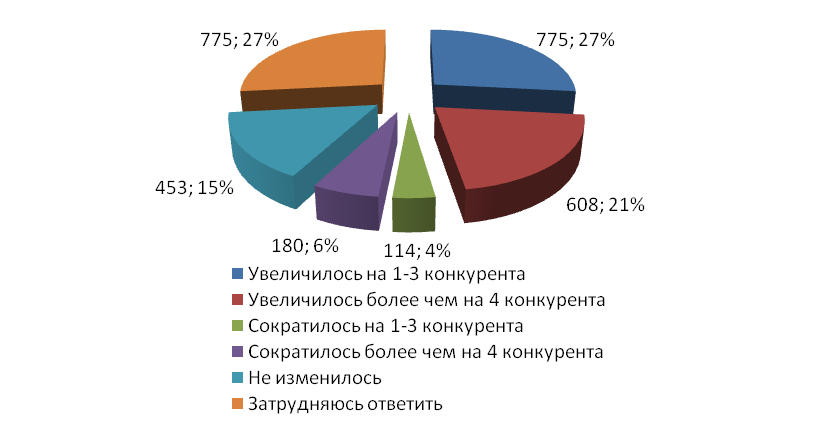 775; 27%
775; 27%
453; 15%
608; 21%
180; 6%
114; 4%
Увеличилось на 1-3 конкурента
Увеличилось более чем на 4 конкурента
Сократилось на 1-3 конкурента
Сократилось более чем на 4 конкурента
Не изменилось
Затрудняюсь ответить